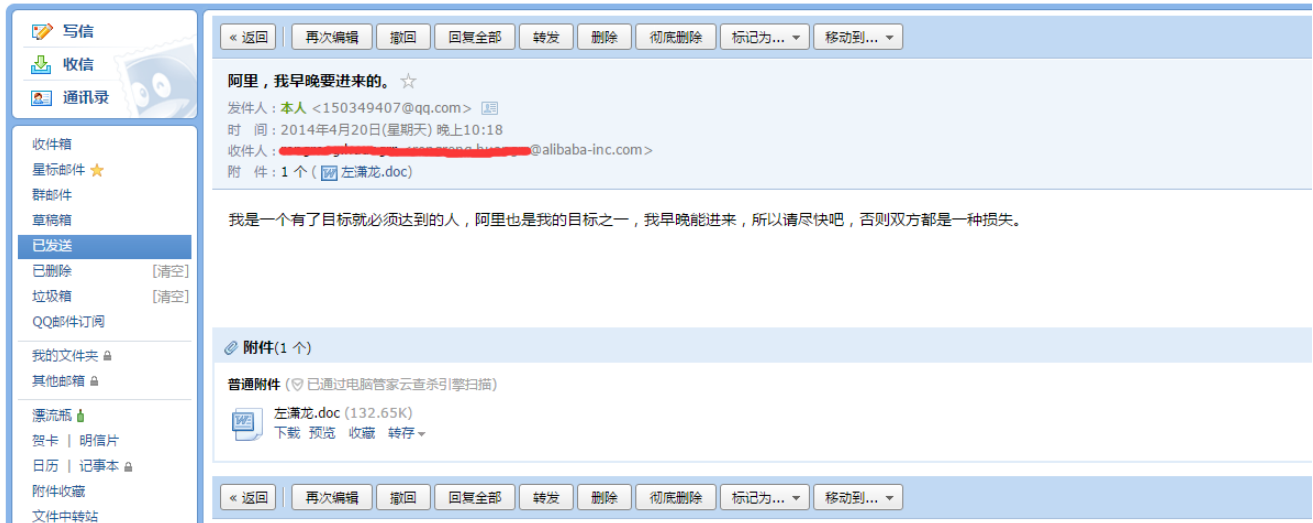 写信
收信
通讯录
收件箱
星标邮件
群邮件
草稿箱
已发送
已删除 [清空]
垃圾箱 [清空]
QQ邮件订阅
我的文件夹
其他邮箱
漂流瓶
贺卡 | 明信片
日历 | 记事本
附件收藏
文件中转站
« 返回 再次编辑 撤回 回复全部 转发 删除 彻底删除 标记为... 移动到...
阿里，我早晚要进来的。
发件人：本人 <150349407@qq.com>
时 间：2014年4月20日(星期天) 晚上10:18
收件人： @alibaba-inc.com>
附 件：1 个 ( 左潇龙.doc)
我是一个有了目标就必须达到的人，阿里也是我的目标之一，我早晚能进来，所以请尽快吧，否则双方都是一种损失。
附件(1 个)
普通附件 (已通过电脑管家云查杀引擎扫描)
左潇龙.doc (132.65K)
下载 预览 收藏 转存
« 返回 再次编辑 撤回 回复全部 转发 删除 彻底删除 标记为... 移动到...